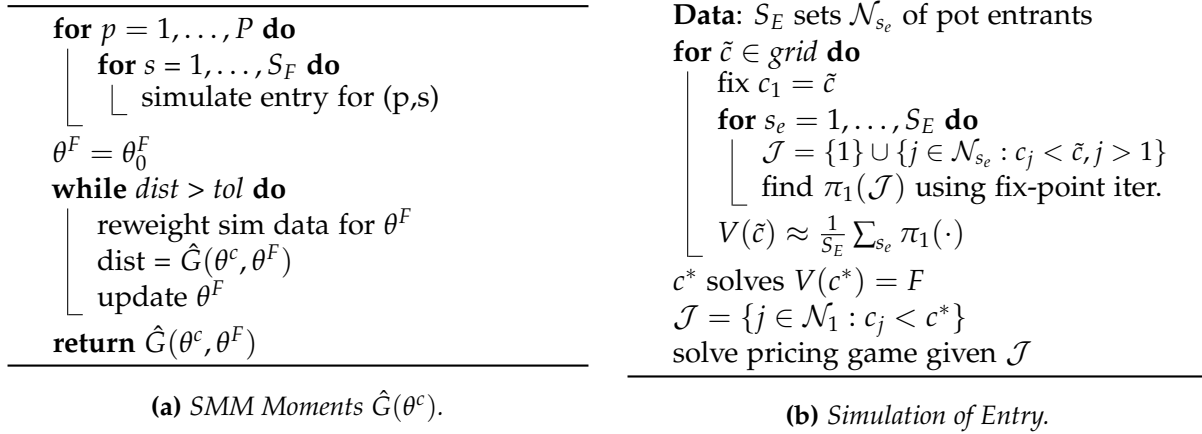 for p = 1, . . . , P do
for s = 1, . . . , S_F do
simulate entry for (p,s)
θ^F = θ_0^F
while dist > tol do
reweight sim data for θ^F
dist = Ĝ(θ^c, θ^F)
update θ^F
return Ĝ(θ^c, θ^F)
(a) SMM Moments Ĝ(θ^c).
Data: S_E sets 𝒩_{s_e} of pot entrants
for c̃ ∈ grid do
fix c_1 = c̃
for s_e = 1, . . . , S_E do
𝒥 = {1} ∪ {j ∈ 𝒩_{s_e} : c_j < c̃, j > 1}
find π_1(𝒥) using fix-point iter.
V(c̃) ≈ 1/S_E ∑_{s_e} π_1(·)
c* solves V(c*) = F
𝒥 = {j ∈ 𝒩_1 : c_j < c*}
solve pricing game given 𝒥
(b) Simulation of Entry.